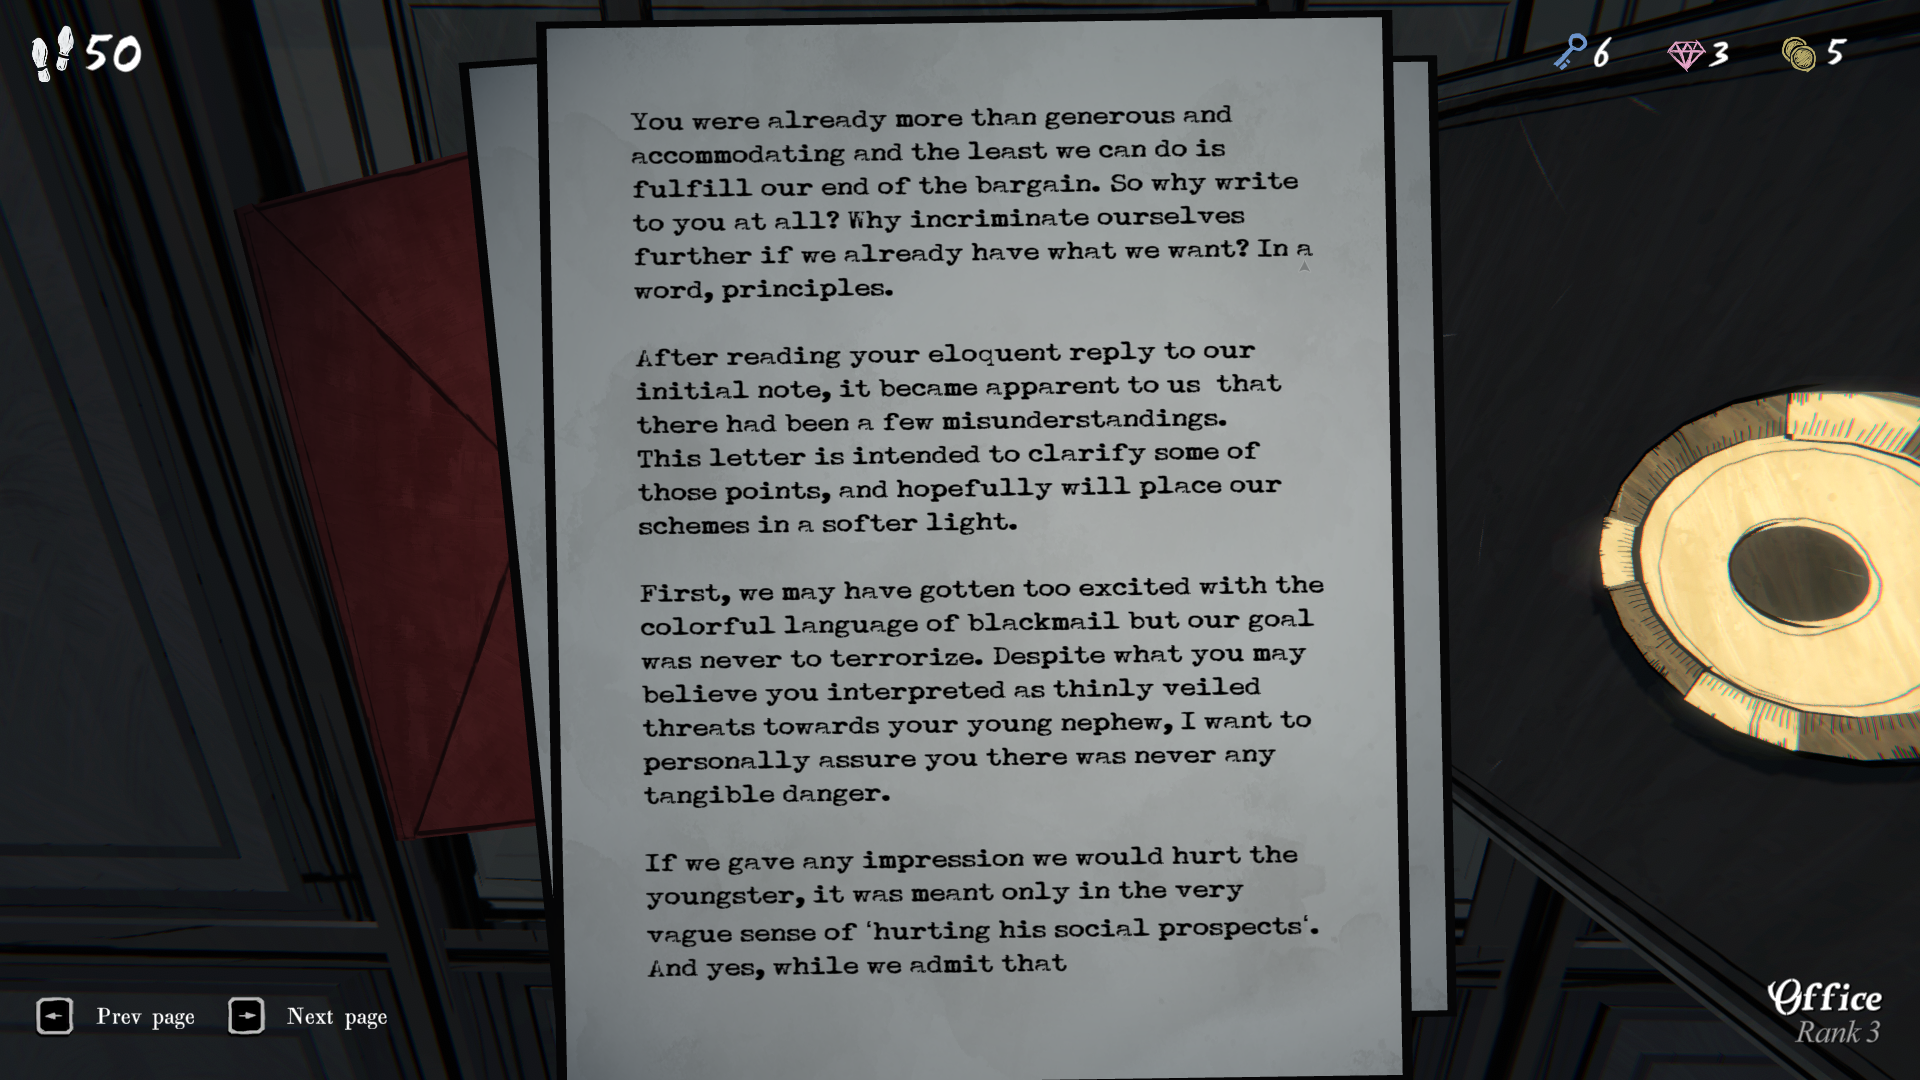 50
6
3
5
You were already more than generous and
accommodating and the least we can do is
fulfill our end of the bargain. So why write
to you at all? Why incriminate ourselves
further if we already have what we want? In a
word, principles.
After reading your eloquent reply to our
initial note, it became apparent to us that
there had been a few misunderstandings.
This letter is intended to clarify some of
those points, and hopefully will place our
schemes in a softer light.
First, we may have gotten too excited with the
colorful language of blackmail but our goal
was never to terrorize. Despite what you may
believe you interpreted as thinly veiled
threats towards your young nephew, I want to
personally assure you there was never any
tangible danger.
If we gave any impression we would hurt the
youngster, it was meant only in the very
vague sense of ‘hurting his social prospects‘.
And yes, while we admit that
Prev page
Next page
Office
Rank 3